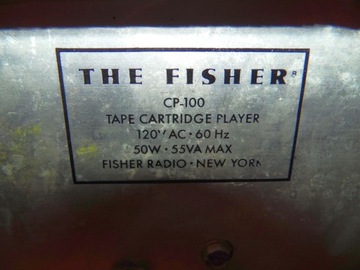 THE FISHER®
CP-100
TAPE CARTRIDGE PLAYER
120V AC · 60 Hz
50W · 55VA MAX
FISHER RADIO · NEW YORK